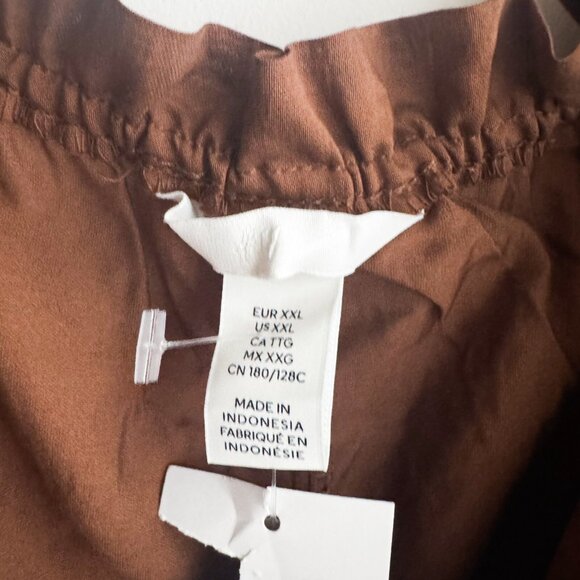 EUR XXL
US XXL
CA TTG
MX XXG
CN 180/128C
MADE IN
INDONESIA
FABRIQUÉ EN
INDONÉSIE